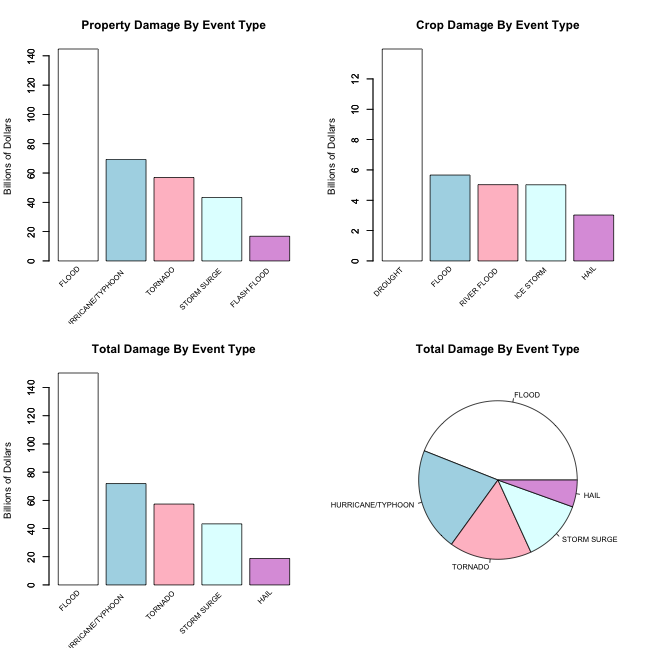 Property Damage By Event Type
Billions of Dollars
0
20
40
60
80
100
120
140
FLOOD
URRICANE/TYPHOON
TORNADO
STORM SURGE
FLASH FLOOD
Crop Damage By Event Type
Billions of Dollars
0
2
4
6
8
10
12
DROUGHT
FLOOD
RIVER FLOOD
ICE STORM
HAIL
Total Damage By Event Type
Billions of Dollars
0
20
40
60
80
100
120
140
FLOOD
URRICANE/TYPHOON
TORNADO
STORM SURGE
HAIL
Total Damage By Event Type
FLOOD
HURRICANE/TYPHOON
TORNADO
STORM SURGE
HAIL